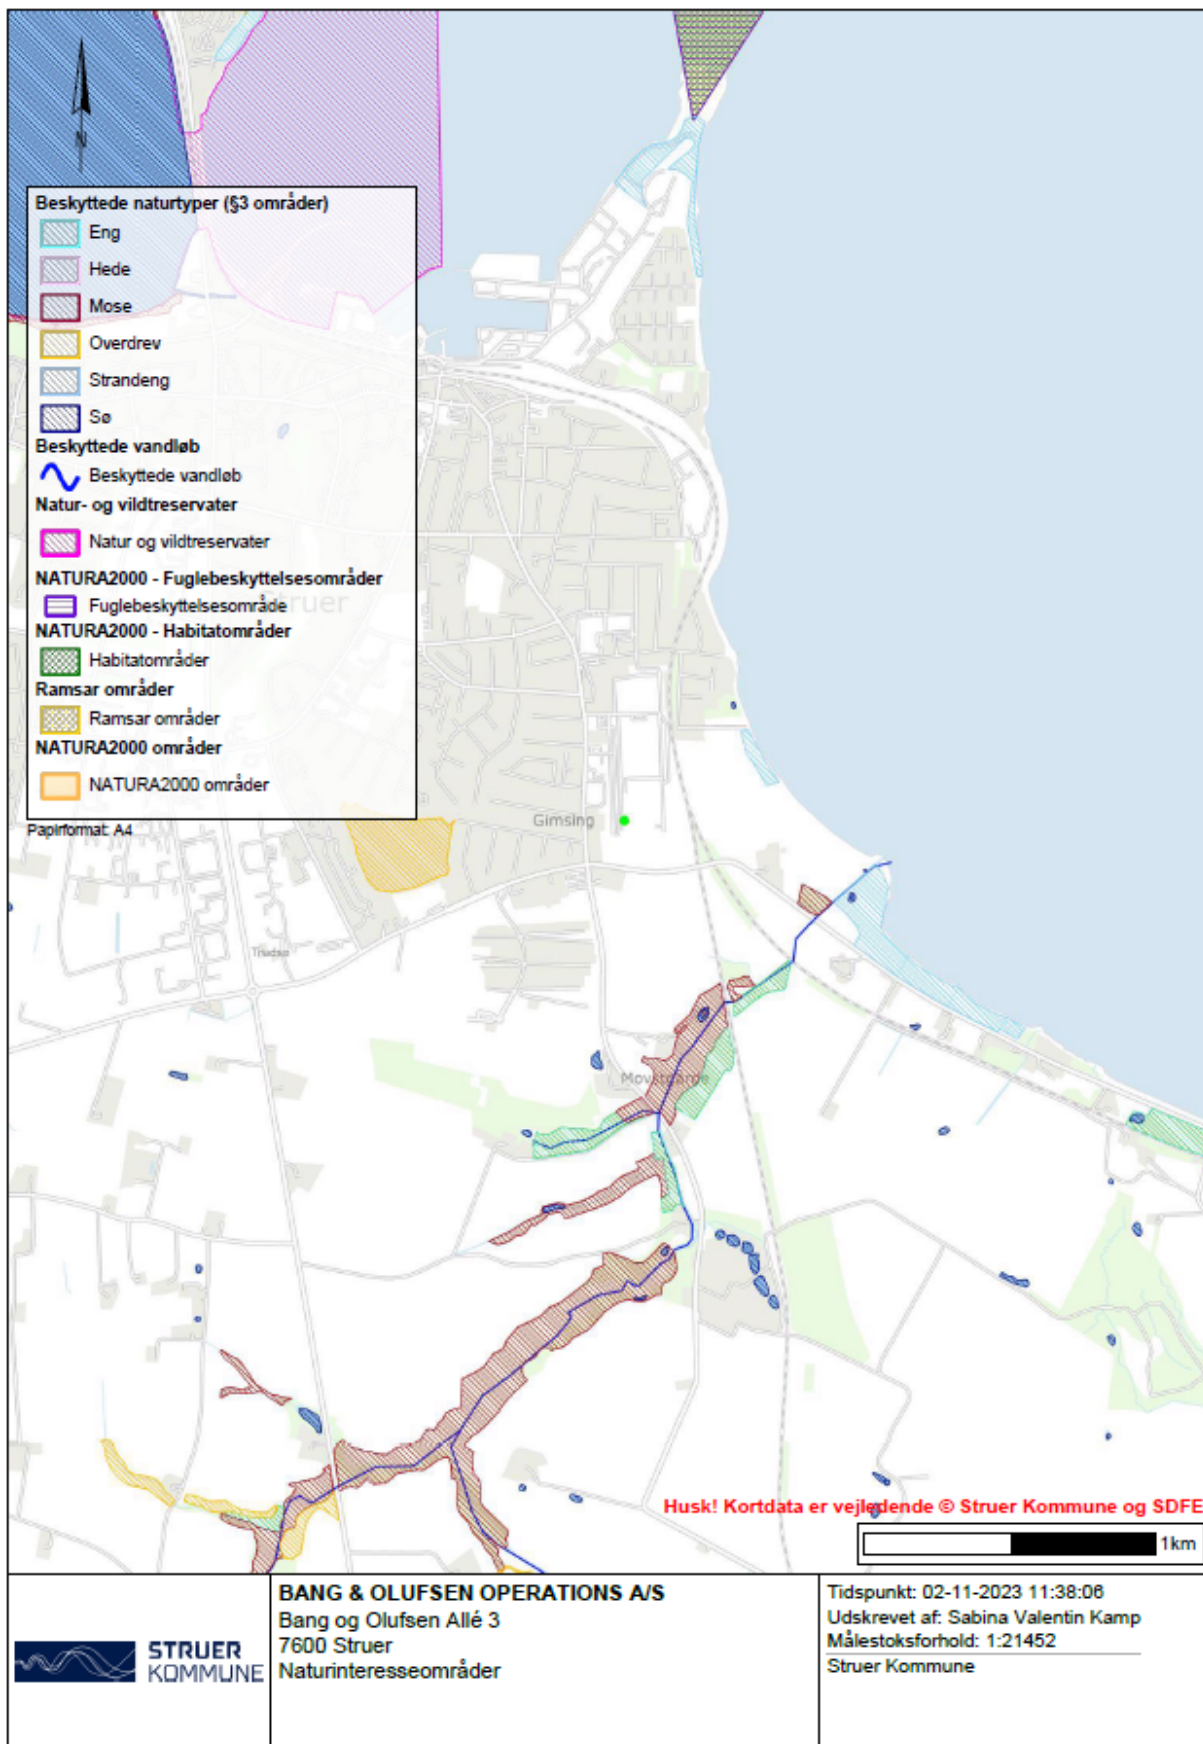 N
Beskyttede naturtyper (§3 områder)
Eng
Hede
Mose
Overdrev
Strandeng
Sø
Beskyttede vandløb
Beskyttede vandløb
Natur- og vildtreservater
Natur og vildtreservater
NATURA2000 - Fuglebeskyttelsesområder
Struer
Fuglebeskyttelsesområde
NATURA2000 - Habitatområder
Habitatområder
Ramsar områder
Ramsar områder
NATURA2000 områder
NATURA2000 områder
Papirformat: A4
Gimsing
Husk! Kortdata er vejledende © Struer Kommune og SDFE
1km
STRUER
KOMMUNE
BANG & OLUFSEN OPERATIONS A/S
Bang og Olufsen Allé 3
7600 Struer
Naturinteresseområder
Tidspunkt: 02-11-2023 11:38:06
Udskrevet af: Sabina Valentin Kamp
Målestoksforhold: 1:21452
Struer Kommune